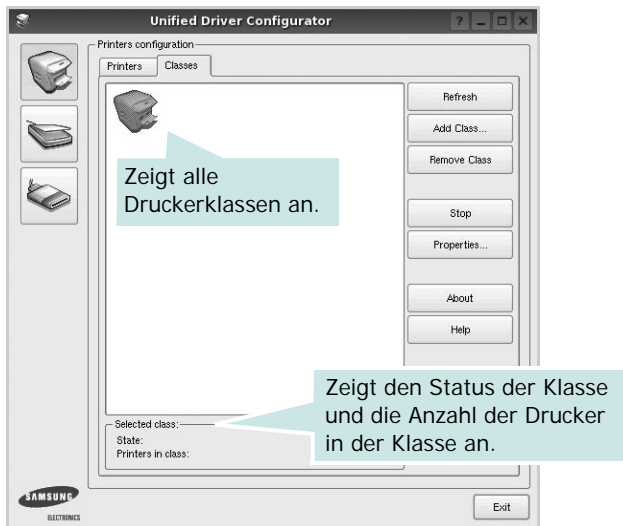 Unified Driver Configurator
Printers configuration
Printers
Classes
Refresh
Add Class...
Remove Class
Zeigt alle
Druckerklassen an.
Stop
Properties...
About
Help
Zeigt den Status der Klasse
und die Anzahl der Drucker
in der Klasse an.
Selected class:
State:
Printers in class:
SAMSUNG
ELECTRONICS
Exit